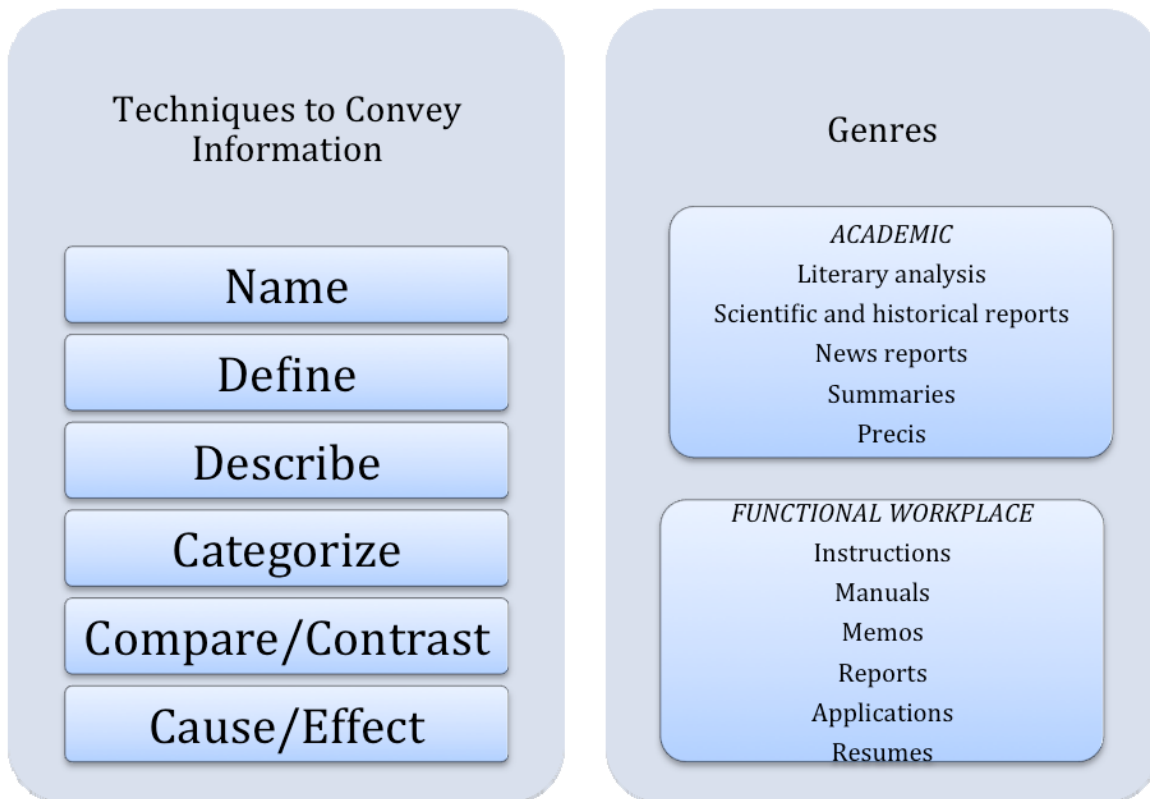 Techniques to Convey
Information
Name
Define
Describe
Categorize
Compare/Contrast
Cause/Effect
Genres
ACADEMIC
Literary analysis
Scientific and historical reports
News reports
Summaries
Precis
FUNCTIONAL WORKPLACE
Instructions
Manuals
Memos
Reports
Applications
Resumes